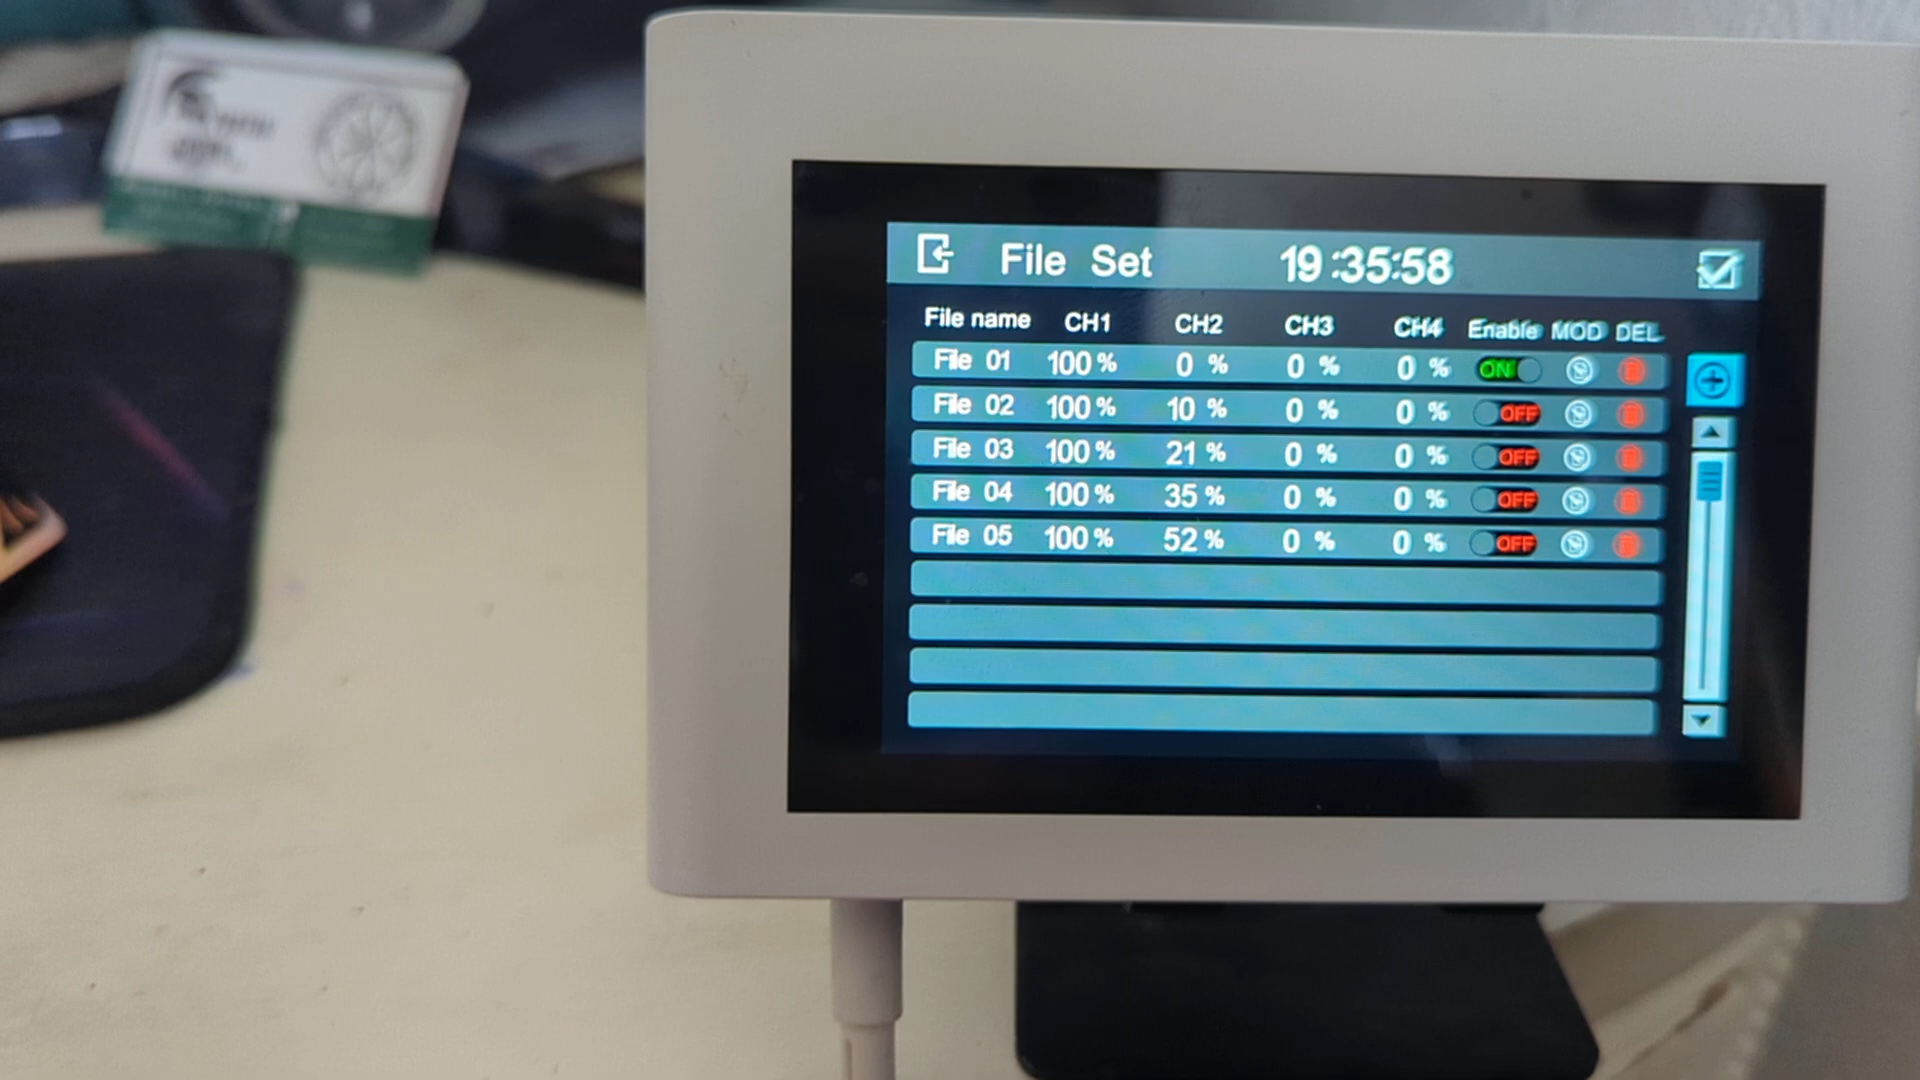 File Set 19:35:58
File name CH1 CH2 CH3 CH4 Enable MOD DEL
File 01 100% 0 % 0 % 0 % ON
File 02 100% 10 % 0 % 0 % OFF
File 03 100% 21 % 0 % 0 % OFF
File 04 100% 35 % 0 % 0 % OFF
File 05 100% 52 % 0 % 0 % OFF